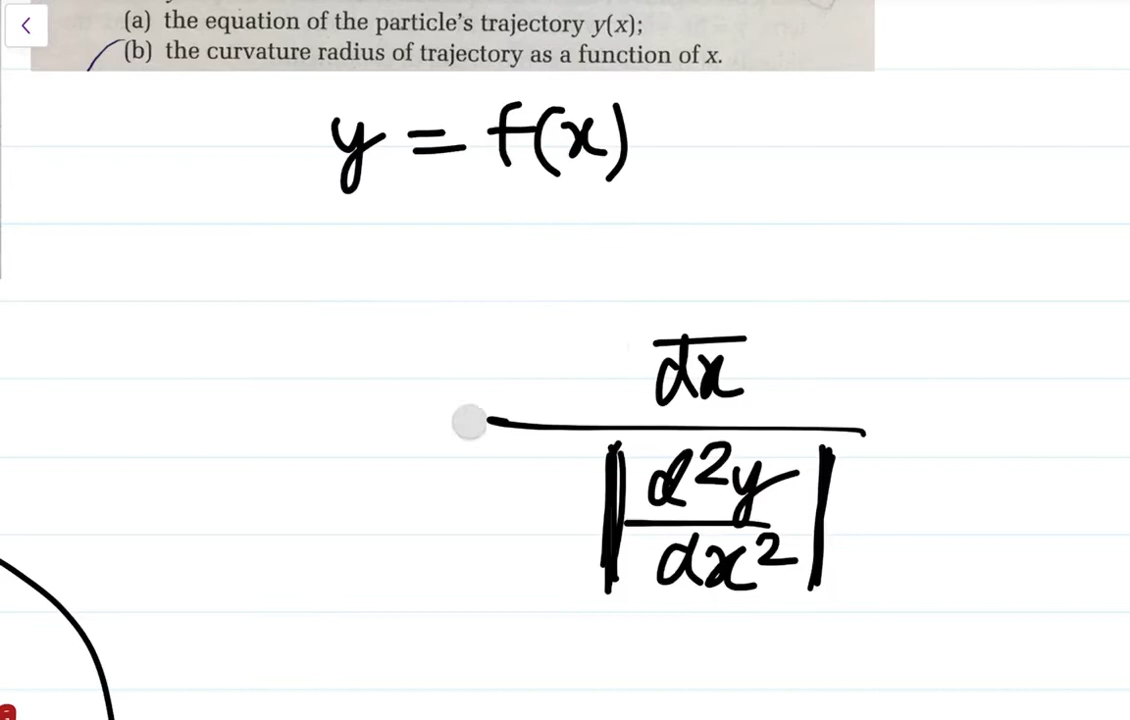 (a) the equation of the particle's trajectory y(x);
(b) the curvature radius of trajectory as a function of x.
y = f(x)
dx
|d²y
dx²|